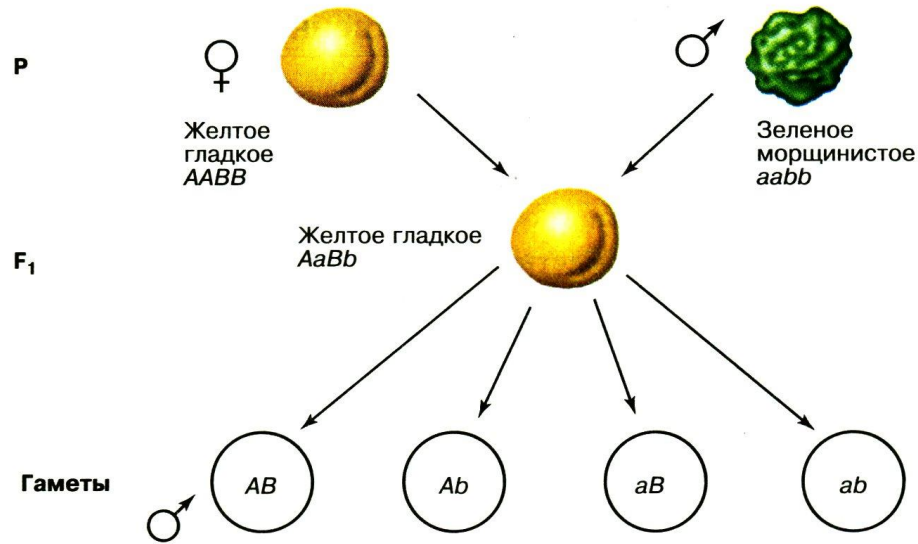 P
♀
♂
Желтое
гладкое
AABB
Зеленое
морщинистое
aabb
Желтое гладкое
AaBb
F₁
Гаметы
♂
AB
Ab
aB
ab